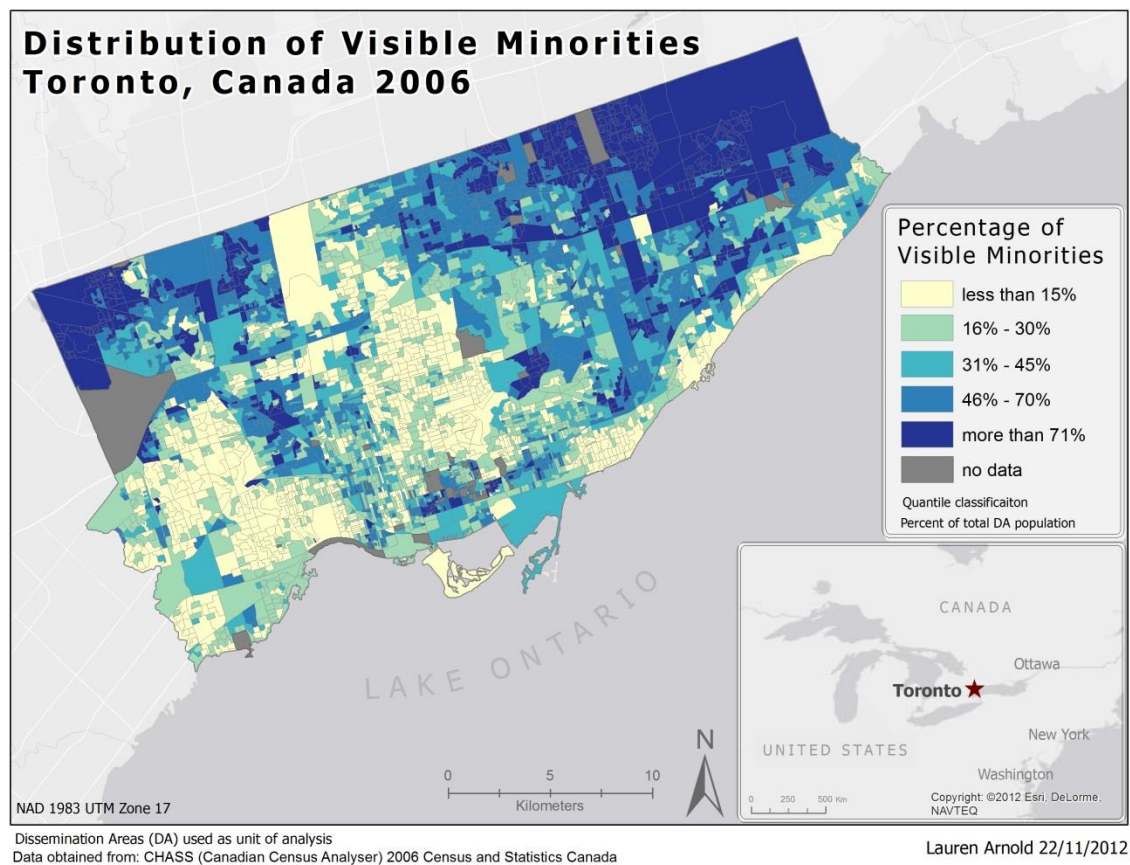 Distribution of Visible Minorities
Toronto, Canada 2006
Percentage of
Visible Minorities
less than 15%
16% - 30%
31% - 45%
46% - 70%
more than 71%
no data
Quantile classificaiton
Percent of total DA population
LAKE ONTARIO
CANADA
Ottawa
Toronto
New York
UNITED STATES
Washington
0 250 500 Km
Copyright: ©2012 Esri, DeLorme,
NAVTEQ
N
0 5 10
Kilometers
NAD 1983 UTM Zone 17
Dissemination Areas (DA) used as unit of analysis
Data obtained from: CHASS (Canadian Census Analyser) 2006 Census and Statistics Canada
Lauren Arnold 22/11/2012